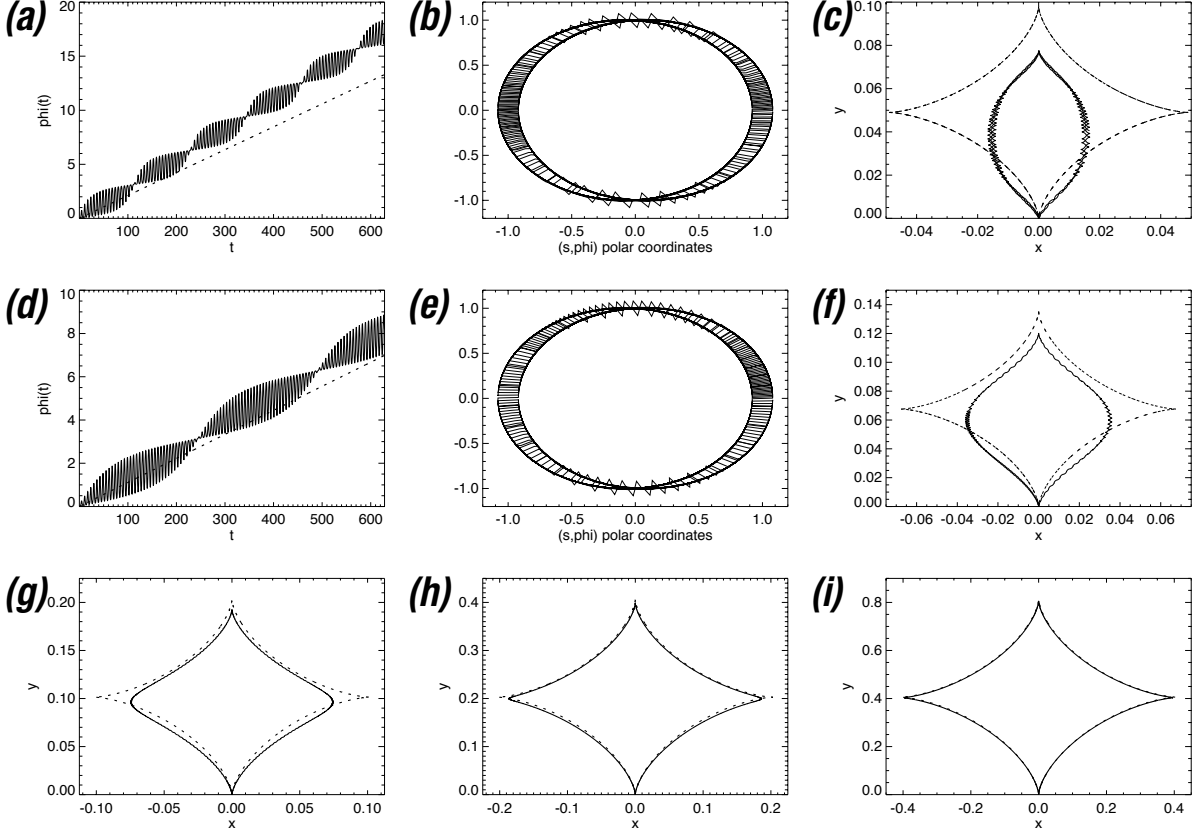 (a)
20
15
10
5
0
phi(t)
100 200 300 400 500 600
t
(b)
1.0
0.5
0.0
-0.5
-1.0
-1.0 -0.5 0.0 0.5 1.0
(s,phi) polar coordinates
(c)
0.10
0.08
0.06
0.04
0.02
0.00
y
-0.04 -0.02 0.00 0.02 0.04
x
(d)
10
8
6
4
2
0
phi(t)
100 200 300 400 500 600
t
(e)
1.0
0.5
0.0
-0.5
-1.0
-1.0 -0.5 0.0 0.5 1.0
(s,phi) polar coordinates
(f)
0.14
0.12
0.10
0.08
0.06
0.04
0.02
0.00
y
-0.06 -0.04 -0.02 0.00 0.02 0.04 0.06
x
(g)
0.20
0.15
0.10
0.05
0.00
y
-0.10 -0.05 0.00 0.05 0.10
x
(h)
0.4
0.3
0.2
0.1
0.0
y
-0.2 -0.1 0.0 0.1 0.2
x
(i)
0.8
0.6
0.4
0.2
0.0
y
-0.4 -0.2 0.0 0.2 0.4
x